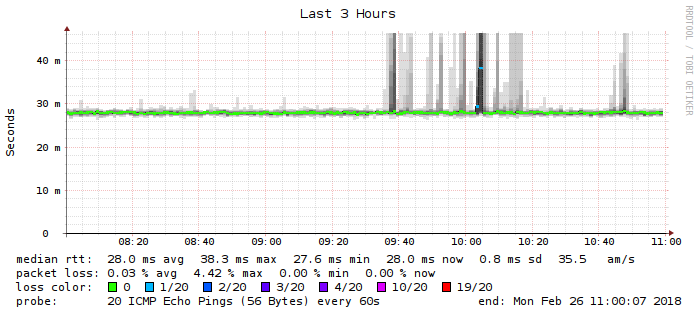 Last 3 Hours
RRDTOOL / TOBI OETIKER
Seconds
40 m
30 m
20 m
10 m
0
08:20 08:40 09:00 09:20 09:40 10:00 10:20 10:40 11:00
median rtt: 28.0 ms avg 38.3 ms max 27.6 ms min 28.0 ms now 0.8 ms sd 35.5 am/s
packet loss: 0.03 % avg 4.42 % max 0.00 % min 0.00 % now
loss color: 0 1/20 2/20 3/20 4/20 10/20 19/20
probe: 20 ICMP Echo Pings (56 Bytes) every 60s end: Mon Feb 26 11:00:07 2018